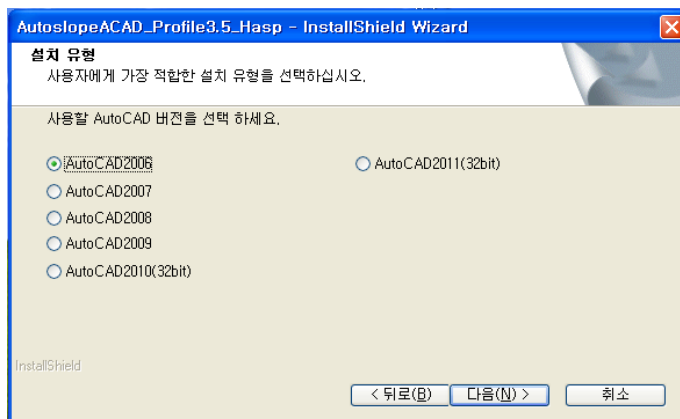 AutoslopeACAD_Profile3.5_Hasp - InstallShield Wizard
설치 유형
사용자에게 가장 적합한 설치 유형을 선택하십시오.
사용할 AutoCAD 버전을 선택 하세요.
AutoCAD2006
AutoCAD2007
AutoCAD2008
AutoCAD2009
AutoCAD2010(32bit)
AutoCAD2011(32bit)
InstallShield
< 뒤로(B)
다음(N) >
취소